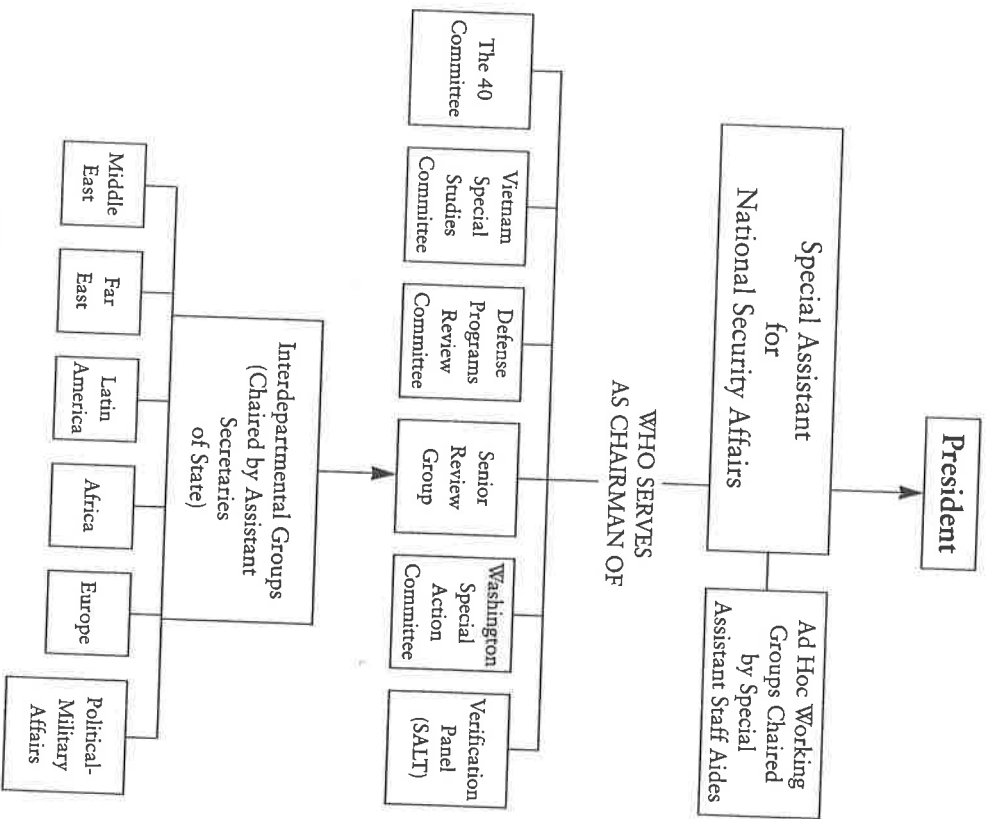 President
Special Assistant
for
National Security Affairs
Ad Hoc Working
Groups Chaired
by Special
Assistant Staff Aides
WHO SERVES
AS CHAIRMAN OF
The 40
Committee
Vietnam
Special
Studies
Committee
Defense
Programs
Review
Committee
Senior
Review
Group
Washington
Special
Action
Committee
Verification
Panel
(SALT)
Interdepartmental Groups
(Chaired by Assistant
Secretaries
of State)
Middle
East
Far
East
Latin
America
Africa
Europe
Political-
Military
Affairs